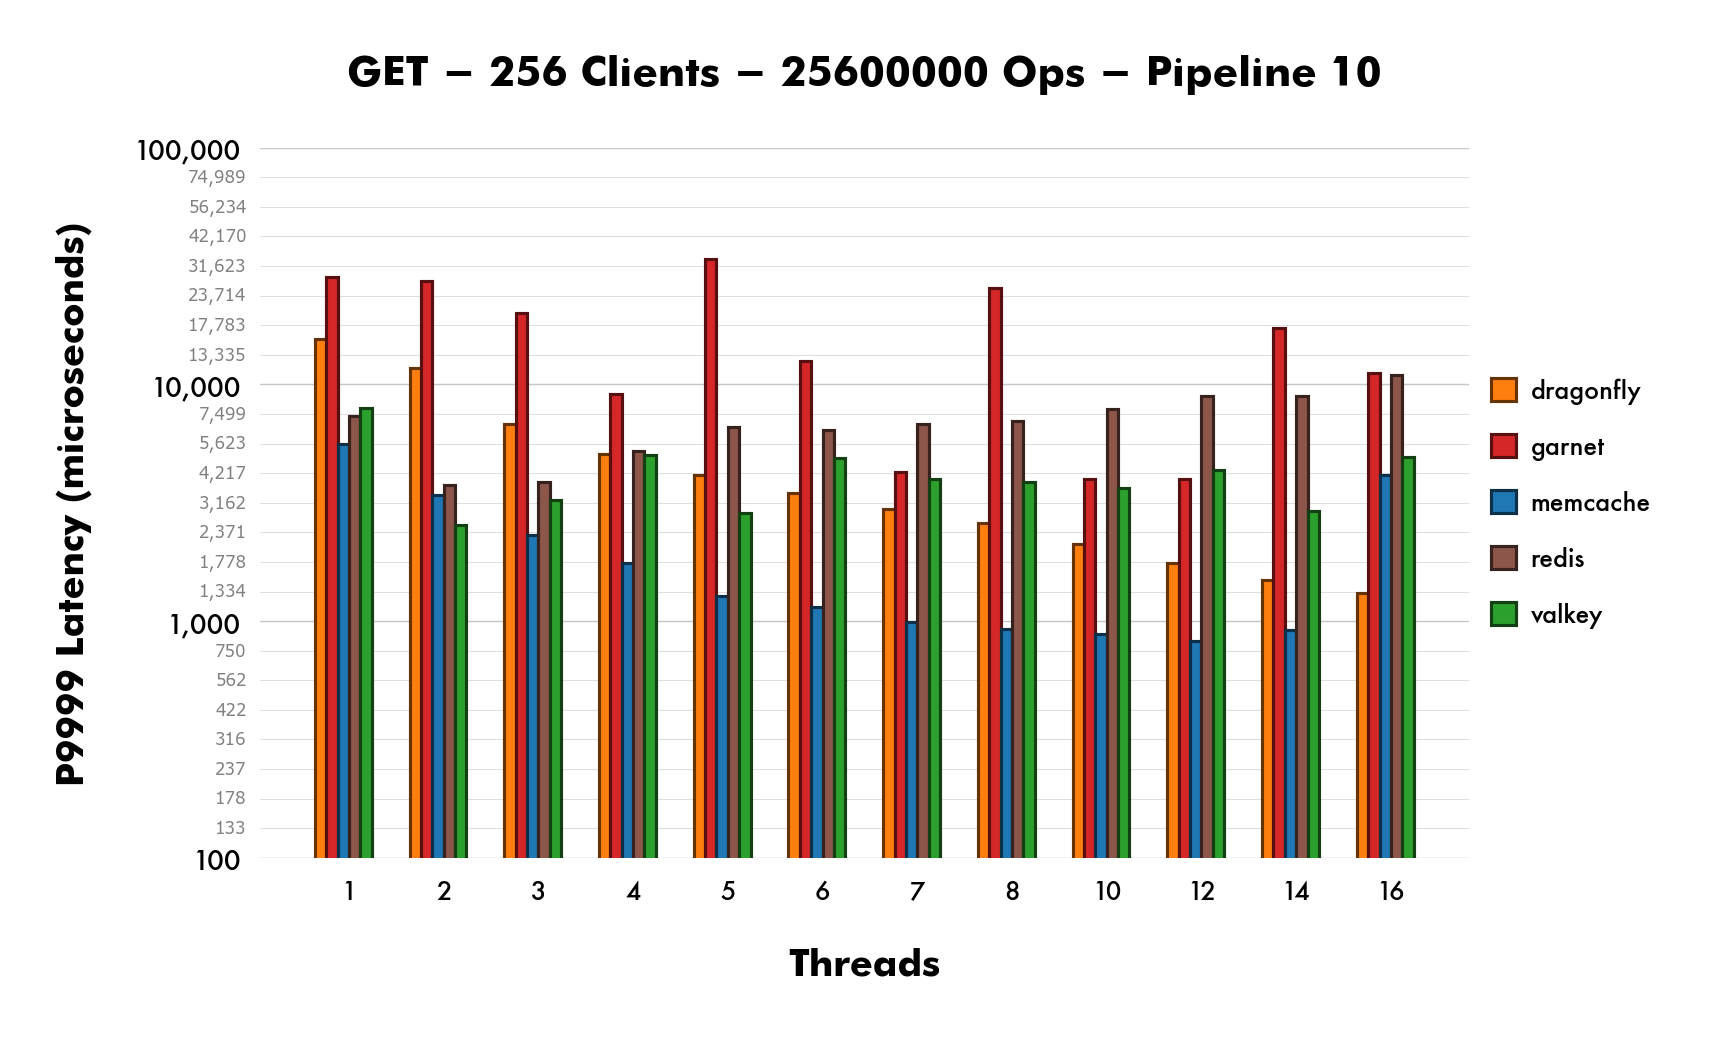 GET – 256 Clients – 25600000 Ops – Pipeline 10
P9999 Latency (microseconds)
100,000
74,989
56,234
42,170
31,623
23,714
17,783
13,335
10,000
7,499
5,623
4,217
3,162
2,371
1,778
1,334
1,000
750
562
422
316
237
178
133
100
1 2 3 4 5 6 7 8 10 12 14 16
Threads
dragonfly
garnet
memcache
redis
valkey